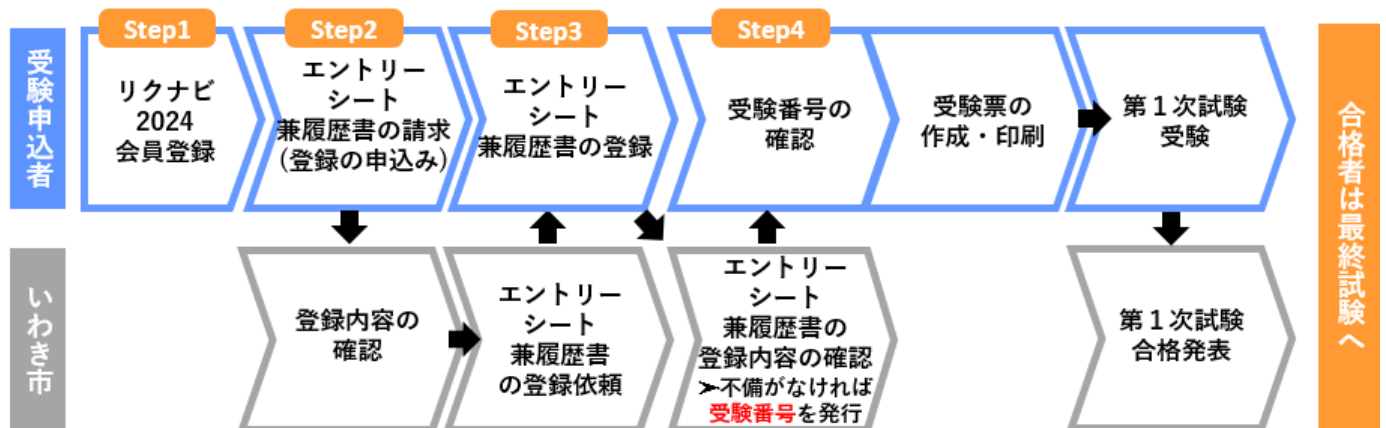 受験申込者
Step1
リクナビ
2024
会員登録
Step2
エントリー
シート
兼履歴書の請求
(登録の申込み)
Step3
エントリー
シート
兼履歴書の登録
Step4
受験番号の
確認
受験票の
作成・印刷
第１次試験
受験
いわき市
登録内容の
確認
エントリー
シート
兼履歴書
の登録依頼
エントリー
シート
兼履歴書の
登録内容の確認
➤不備がなければ
受験番号を発行
第１次試験
合格発表
合格者は最終試験へ